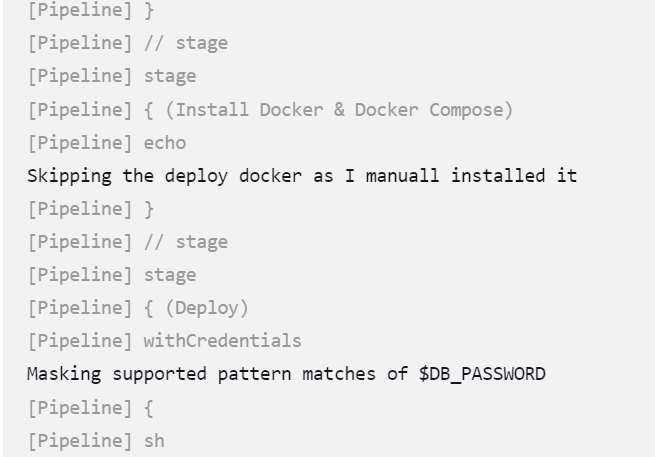 [Pipeline] }
[Pipeline] // stage
[Pipeline] stage
[Pipeline] { (Install Docker & Docker Compose)
[Pipeline] echo
Skipping the deploy docker as I manuall installed it
[Pipeline] }
[Pipeline] // stage
[Pipeline] stage
[Pipeline] { (Deploy)
[Pipeline] withCredentials
Masking supported pattern matches of $DB_PASSWORD
[Pipeline] {
[Pipeline] sh